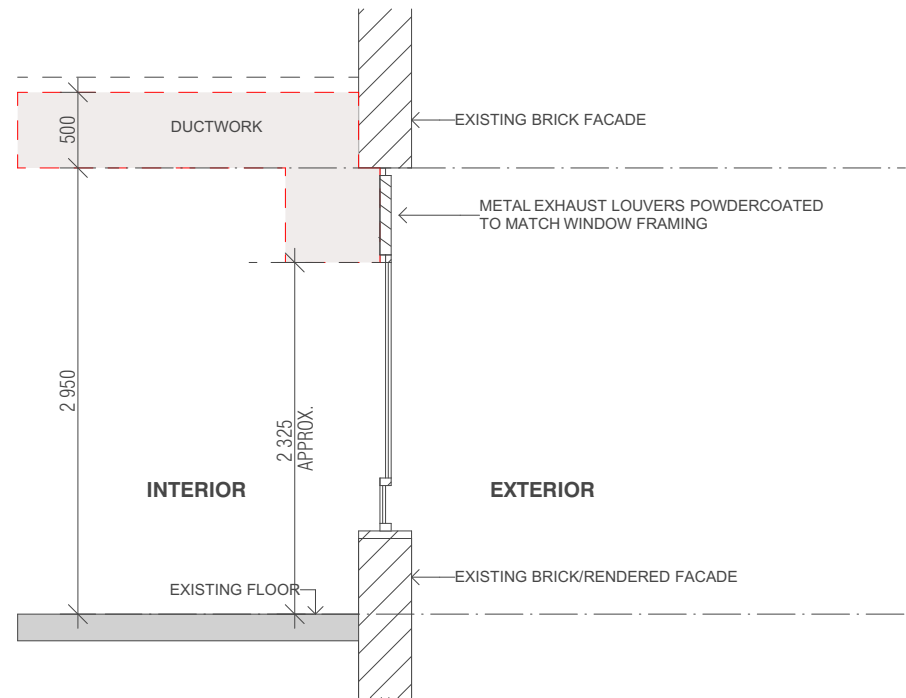 500
DUCTWORK
EXISTING BRICK FACADE
METAL EXHAUST LOUVERS POWDERCOATED
TO MATCH WINDOW FRAMING
2 950
2 325
APPROX.
INTERIOR
EXTERIOR
EXISTING FLOOR
EXISTING BRICK/RENDERED FACADE